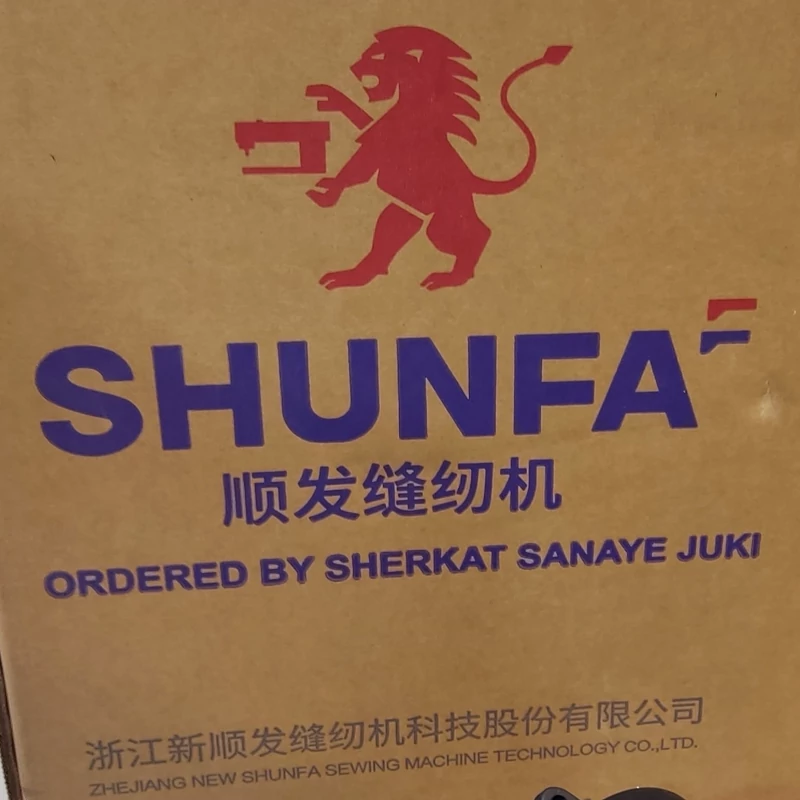 SHUNFA
顺发缝纫机
ORDERED BY SHERKAT SANAYE JUKI
浙江新顺发缝纫机科技股份有限公司
ZHEJIANG NEW SHUNFA SEWING MACHINE TECHNOLOGY CO.,LTD.